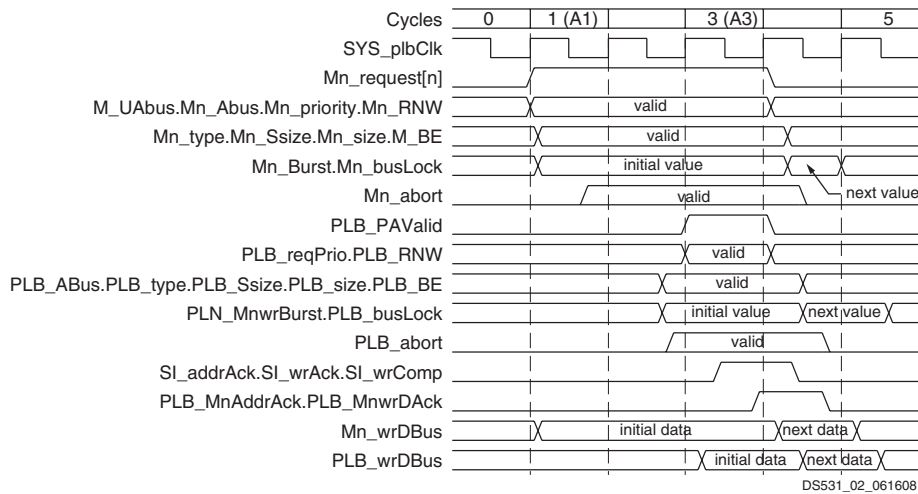 Cycles 0 1 (A1) 3 (A3) 5
SYS_plbClk
Mn_request[n]
M_UAbus.Mn_Abus.Mn_priority.Mn_RNW valid
Mn_type.Mn_Ssize.Mn_size.M_BE valid
Mn_Burst.Mn_busLock initial value
next value
Mn_abort valid
PLB_PAValid
PLB_reqPrio.PLB_RNW valid
PLB_ABus.PLB_type.PLB_Ssize.PLB_size.PLB_BE valid
PLN_MnwrBurst.PLB_busLock initial value next value
PLB_abort valid
SI_addrAck.SI_wrAck.SI_wrComp
PLB_MnAddrAck.PLB_MnwrDAck
Mn_wrDBus initial data next data
PLB_wrDBus initial data next data
DS531_02_061608